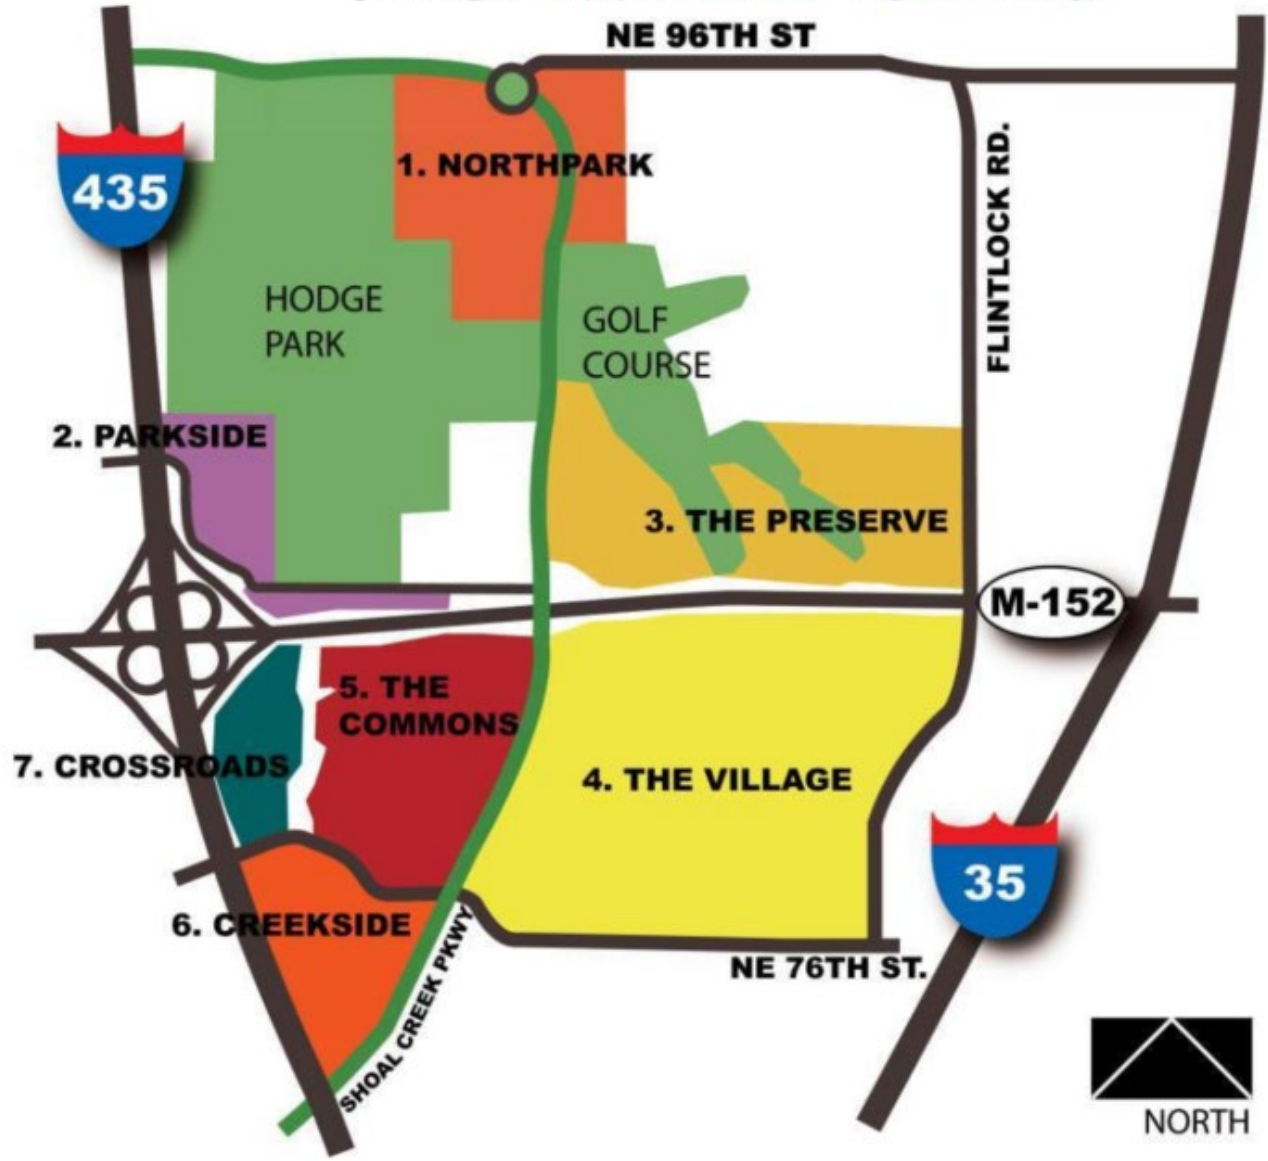 NE 96TH ST
1. NORTHPARK
435
FLINTLOCK RD.
HODGE
PARK
GOLF
COURSE
2. PARKSIDE
3. THE PRESERVE
M-152
5. THE
COMMONS
7. CROSSROADS
4. THE VILLAGE
35
6. CREEKSIDE
SHOAL CREEK PKWY
NE 76TH ST.
NORTH